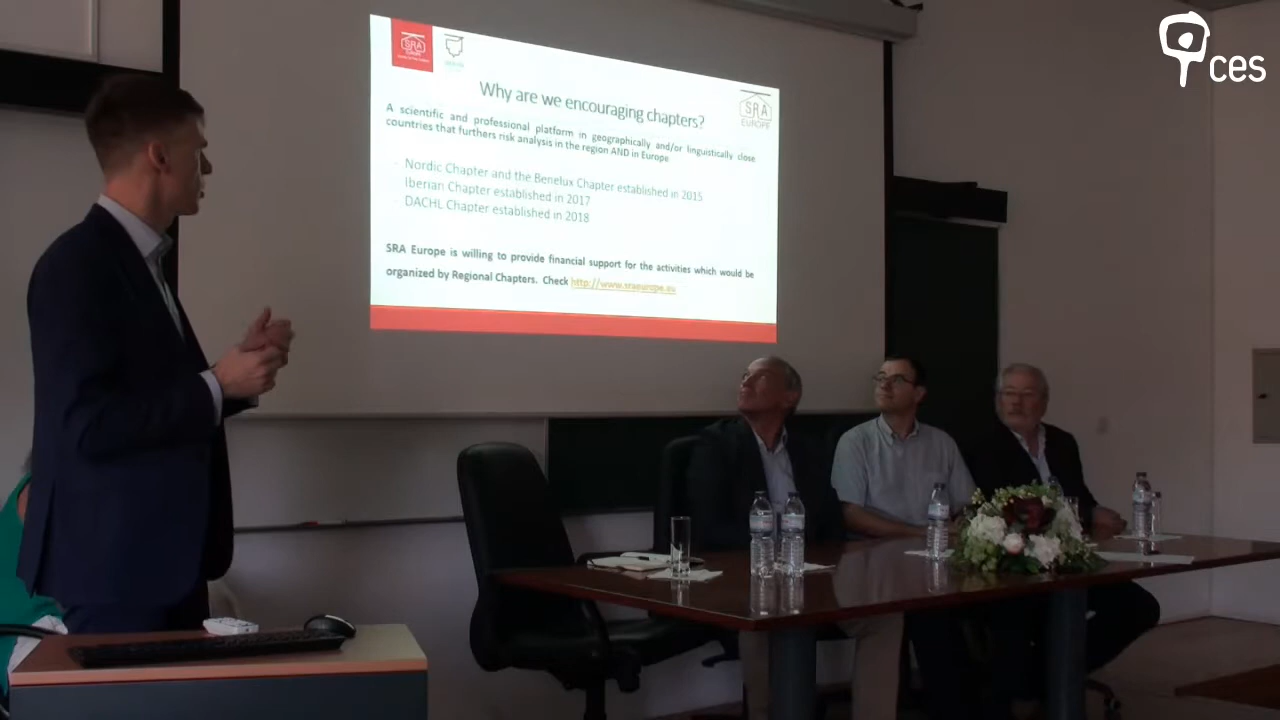 ces
SRA
EUROPE
Why are we encouraging chapters?
SRA
EUROPE
A scientific and professional platform in geographically and/or linguistically close
countries that furthers risk analysis in the region AND in Europe
- Nordic Chapter and the Benelux Chapter established in 2015
Iberian Chapter established in 2017
- DACHL Chapter established in 2018
SRA Europe is willing to provide financial support for the activities which would be
organized by Regional Chapters. Check http://www.sraeurope.eu